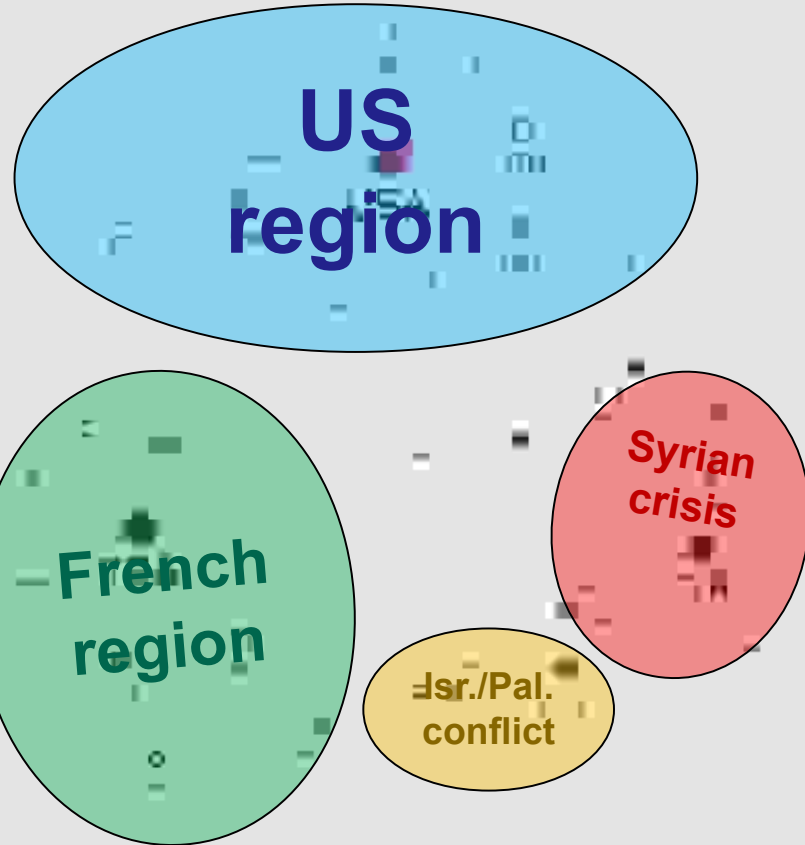 US
region
Syrian
crisis
French
region
Isr./Pal.
conflict